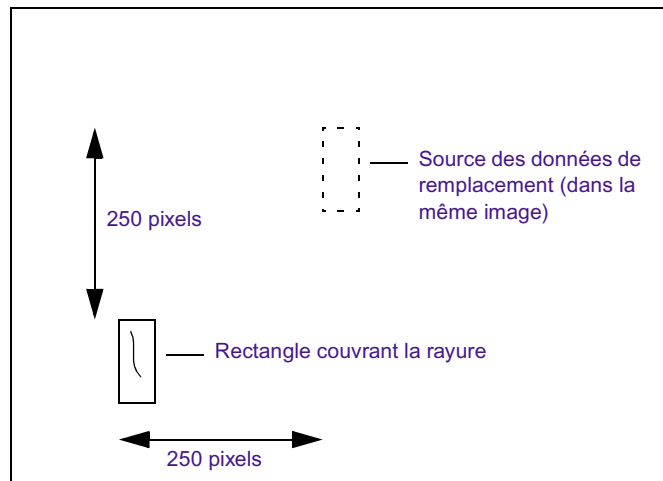 Source des données de
remplacement (dans la
même image)
250 pixels
Rectangle couvrant la rayure
250 pixels